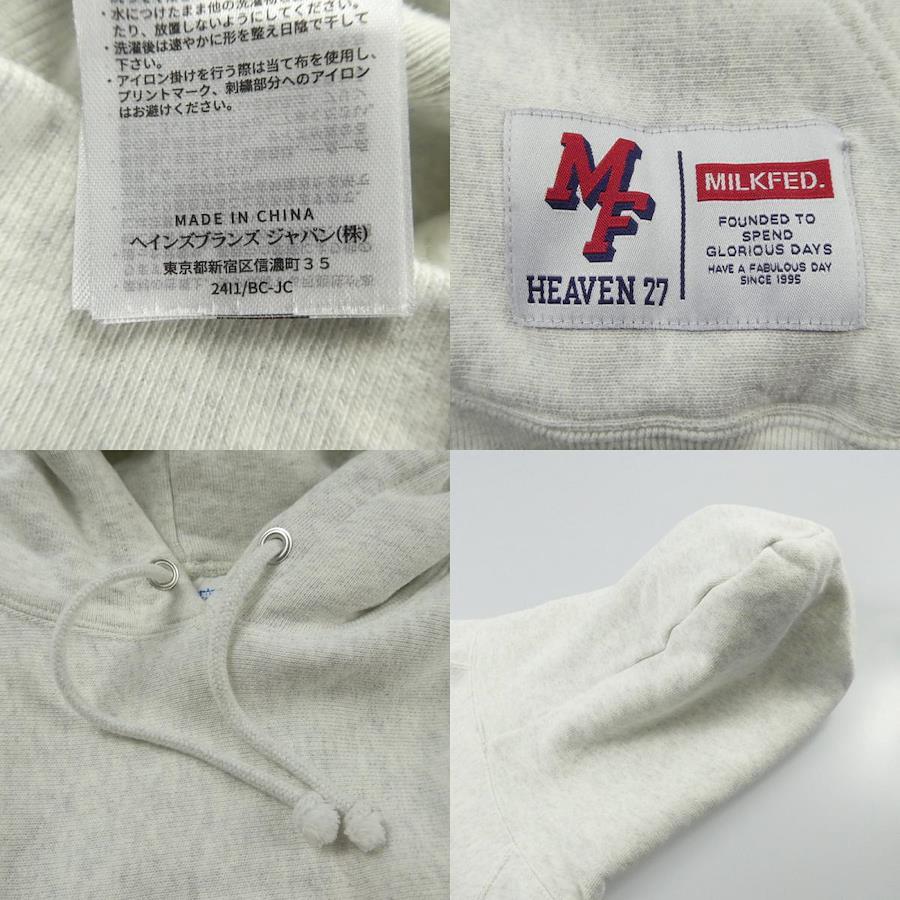 ・水につけたまま他の洗濯物
たり、放置しないようにしてください。
・洗濯後は速やかに形を整え日陰で干して
下さい。
・アイロン掛けを行う際は当て布を使用し、
プリントマーク、刺繍部分へのアイロン
はお避けください。
MADE IN CHINA
ヘインズブランズ ジャパン(株)
東京都新宿区信濃町35
24I1/BC-JC
MF
HEAVEN 27
MILKFED.
FOUNDED TO
SPEND
GLORIOUS DAYS
HAVE A FABULOUS DAY
SINCE 1995